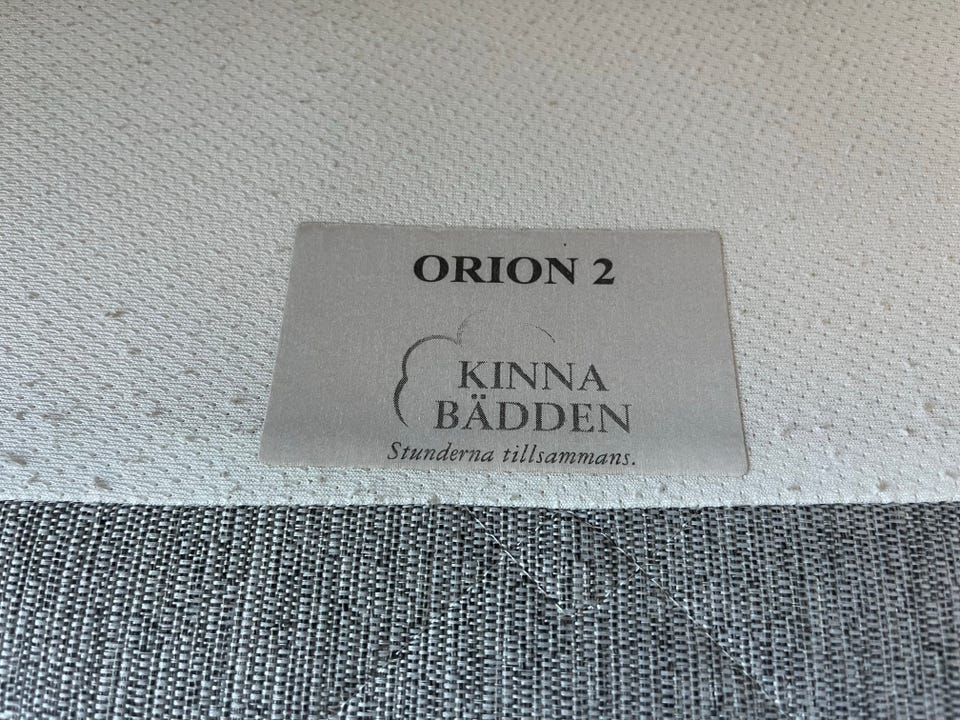 ORION 2
KINNA
BÄDDEN
Stunderna tillsammans.